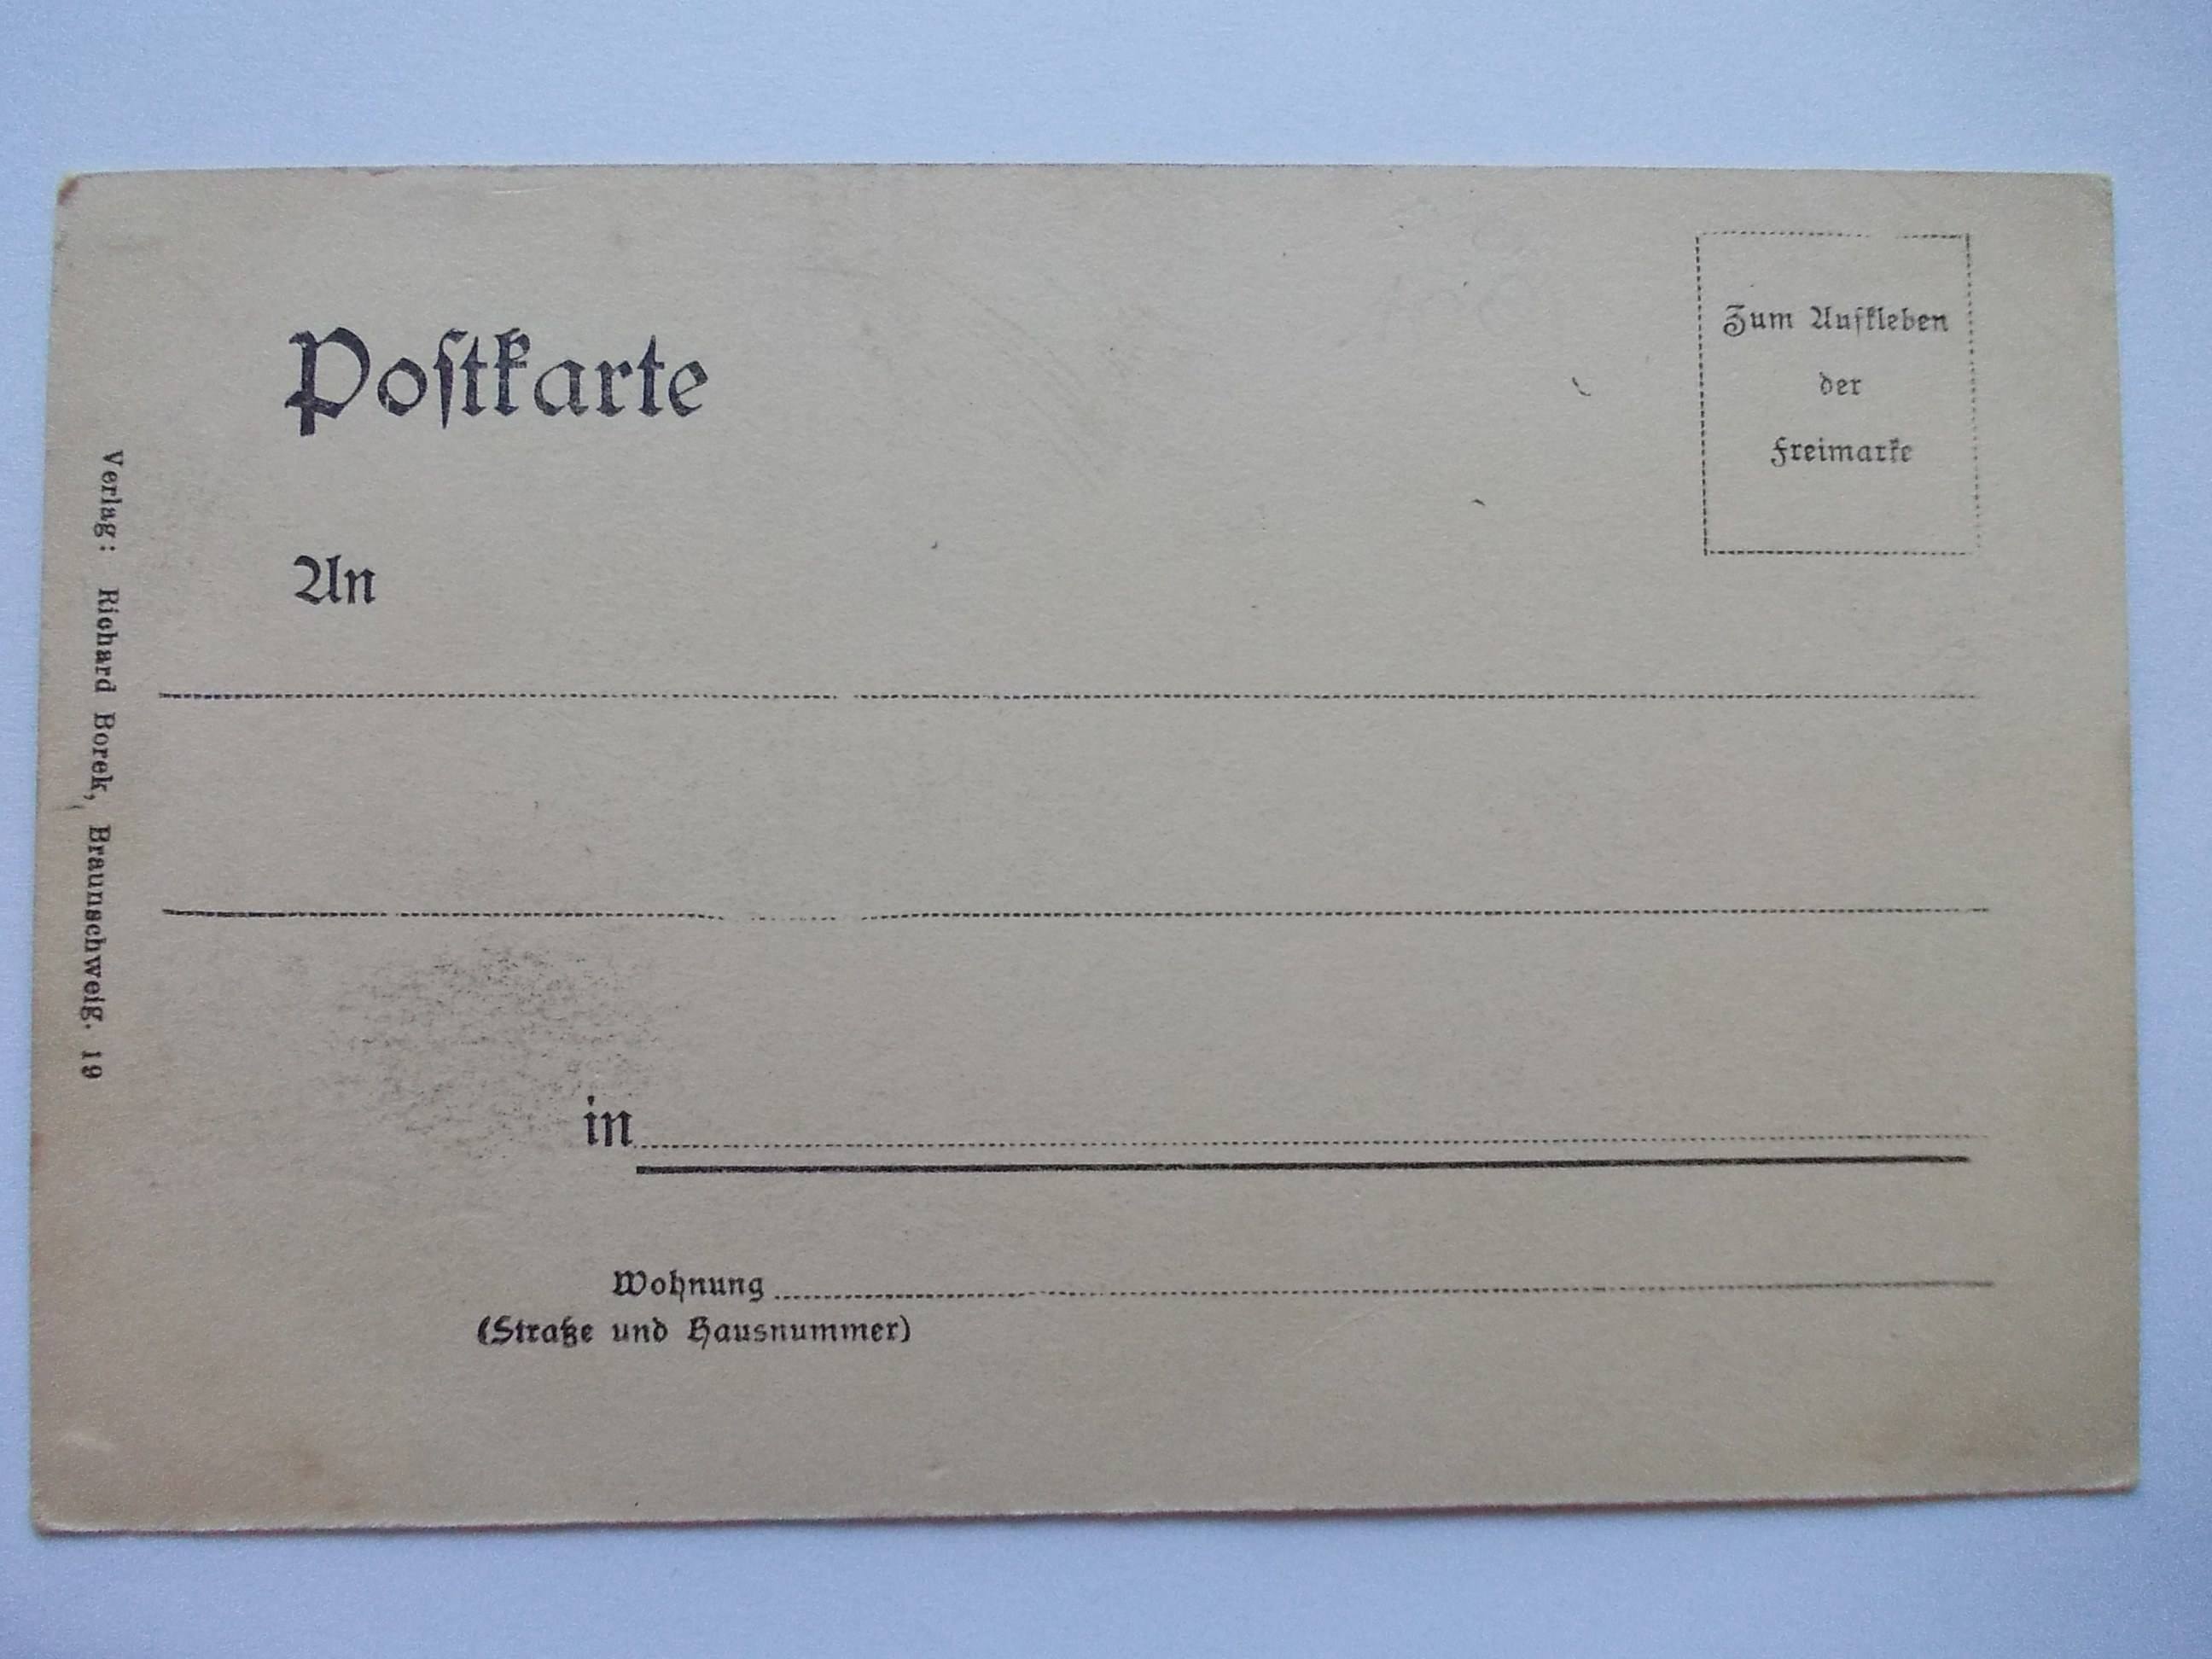 Postkarte
Zum Aufkleben
der
Freimarke
An
in
Wohnung
(Straße und Hausnummer)
Verlag: Richard Borek, Braunschweig. 19